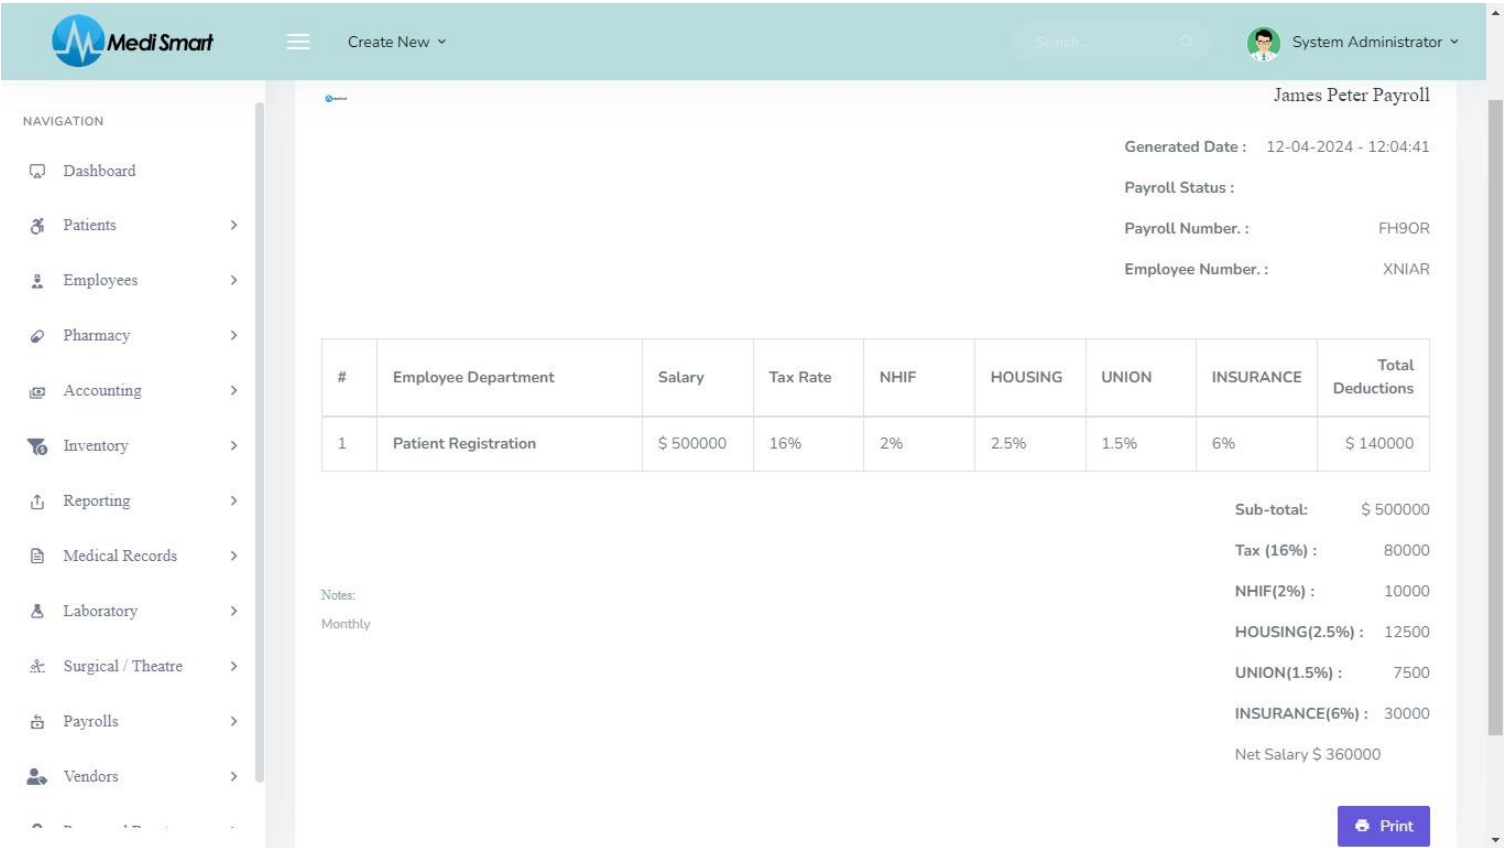 Medi Smart
Create New
Search...
System Administrator
NAVIGATION
Dashboard
Patients
Employees
Pharmacy
Accounting
Inventory
Reporting
Medical Records
Laboratory
Surgical / Theatre
Payrolls
Vendors
James Peter Payroll
Generated Date : 12-04-2024 - 12:04:41
Payroll Status :
Payroll Number. : FH9OR
Employee Number. : XNIAR
# Employee Department Salary Tax Rate NHIF HOUSING UNION INSURANCE Total Deductions
1 Patient Registration $ 500000 16% 2% 2.5% 1.5% 6% $ 140000
Sub-total: $ 500000
Tax (16%) : 80000
NHIF(2%) : 10000
HOUSING(2.5%) : 12500
UNION(1.5%) : 7500
INSURANCE(6%) : 30000
Net Salary $ 360000
Notes:
Monthly
Print